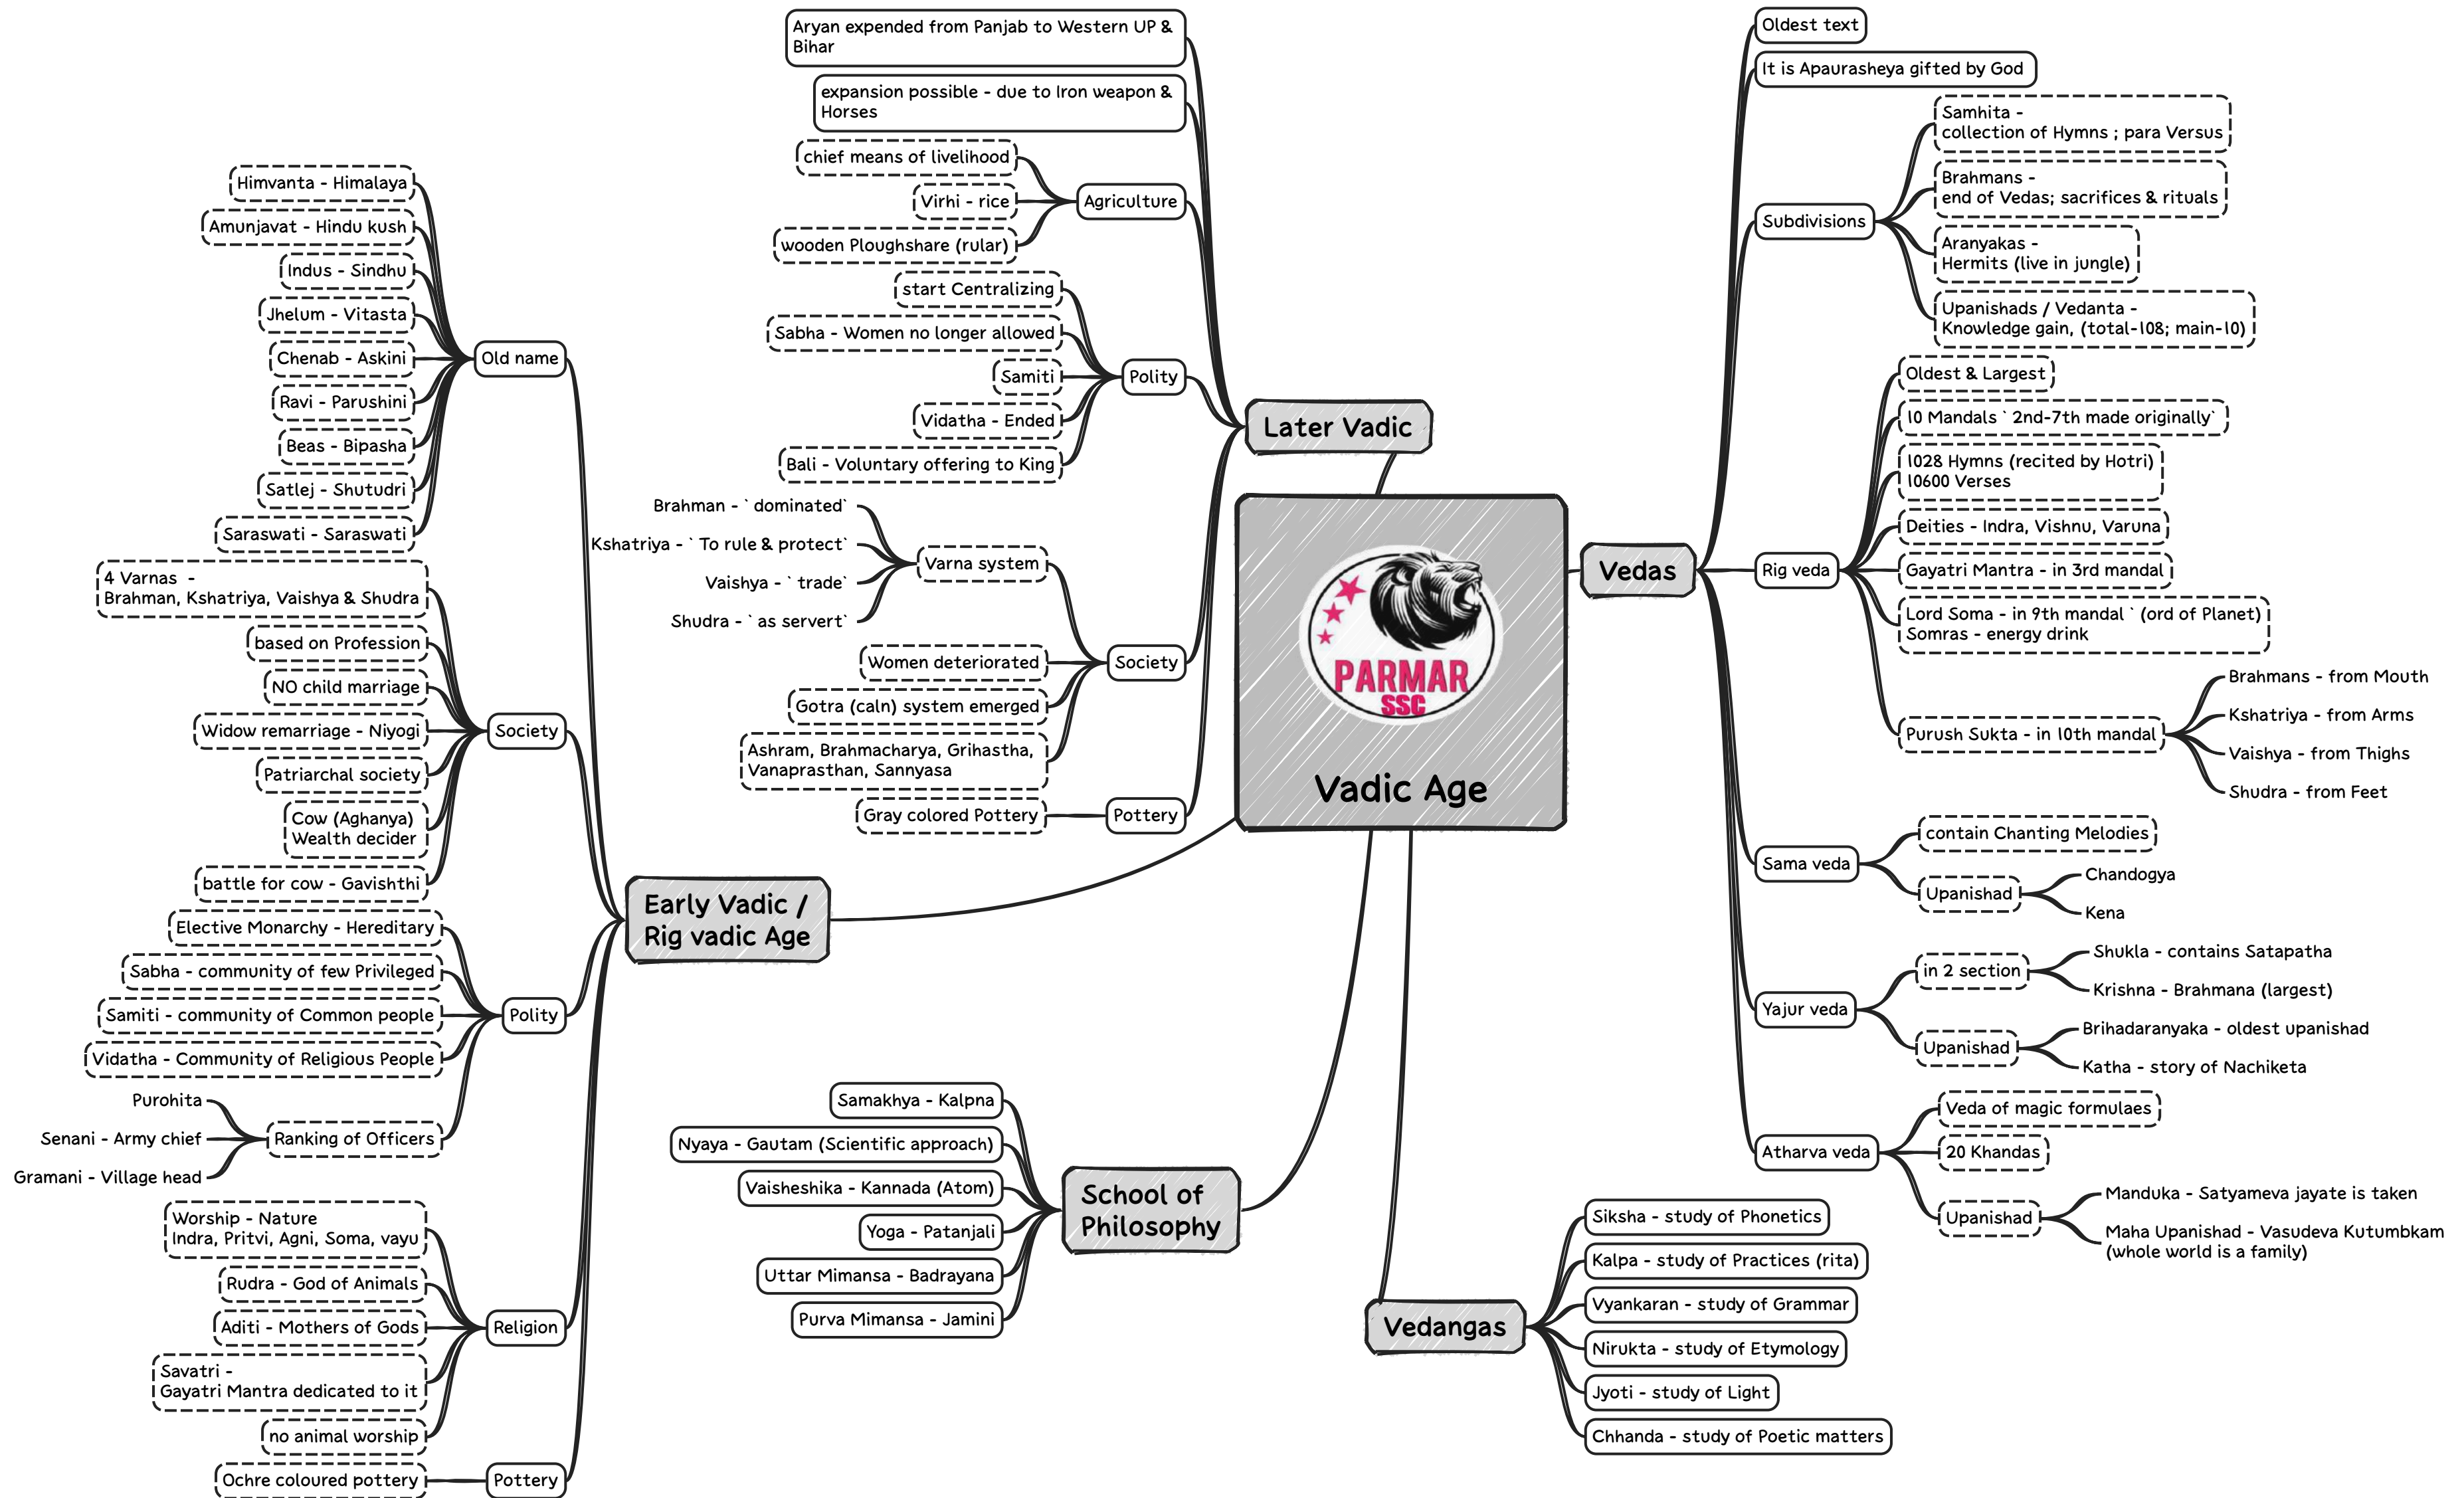 Vadic Age
PARMAR
SSC
Later Vadic
Aryan expended from Panjab to Western UP &
Bihar
expansion possible - due to Iron weapon &
Horses
Agriculture
chief means of livelihood
Virhi - rice
wooden Ploughshare (rular)
Polity
start Centralizing
Sabha - Women no longer allowed
Samiti
Vidatha - Ended
Bali - Voluntary offering to King
Society
Varna system
Brahman - ` dominated`
Kshatriya - ` To rule & protect`
Vaishya - ` trade`
Shudra - ` as servert`
Women deteriorated
Gotra (caln) system emerged
Ashram, Brahmacharya, Grihastha,
Vanaprasthan, Sannyasa
Pottery
Gray colored Pottery
Early Vadic /
Rig vadic Age
Old name
Himvanta - Himalaya
Amunjavat - Hindu kush
Indus - Sindhu
Jhelum - Vitasta
Chenab - Askini
Ravi - Parushini
Beas - Bipasha
Satlej - Shutudri
Saraswati - Saraswati
Society
4 Varnas -
Brahman, Kshatriya, Vaishya & Shudra
based on Profession
NO child marriage
Widow remarriage - Niyogi
Patriarchal society
Cow (Aghanya)
Wealth decider
battle for cow - Gavishthi
Polity
Elective Monarchy - Hereditary
Sabha - community of few Privileged
Samiti - community of Common people
Vidatha - Community of Religious People
Ranking of Officers
Purohita
Senani - Army chief
Gramani - Village head
Religion
Worship - Nature
Indra, Pritvi, Agni, Soma, vayu
Rudra - God of Animals
Aditi - Mothers of Gods
Savatri -
Gayatri Mantra dedicated to it
no animal worship
Pottery
Ochre coloured pottery
School of
Philosophy
Samakhya - Kalpna
Nyaya - Gautam (Scientific approach)
Vaisheshika - Kannada (Atom)
Yoga - Patanjali
Uttar Mimansa - Badrayana
Purva Mimansa - Jamini
Vedas
Oldest text
It is Apaurasheya gifted by God
Subdivisions
Samhita -
collection of Hymns ; para Versus
Brahmans -
end of Vedas; sacrifices & rituals
Aranyakas -
Hermits (live in jungle)
Upanishads / Vedanta -
Knowledge gain, (total-108; main-10)
Rig veda
Oldest & Largest
10 Mandals ` 2nd-7th made originally`
1028 Hymns (recited by Hotri)
10600 Verses
Deities - Indra, Vishnu, Varuna
Gayatri Mantra - in 3rd mandal
Lord Soma - in 9th mandal ` (ord of Planet)
Somras - energy drink
Purush Sukta - in 10th mandal
Brahmans - from Mouth
Kshatriya - from Arms
Vaishya - from Thighs
Shudra - from Feet
Sama veda
contain Chanting Melodies
Upanishad
Chandogya
Kena
Yajur veda
in 2 section
Shukla - contains Satapatha
Krishna - Brahmana (largest)
Upanishad
Brihadaranyaka - oldest upanishad
Katha - story of Nachiketa
Atharva veda
Veda of magic formulaes
20 Khandas
Upanishad
Manduka - Satyameva jayate is taken
Maha Upanishad - Vasudeva Kutumbkam
(whole world is a family)
Vedangas
Siksha - study of Phonetics
Kalpa - study of Practices (rita)
Vyankaran - study of Grammar
Nirukta - study of Etymology
Jyoti - study of Light
Chhanda - study of Poetic matters